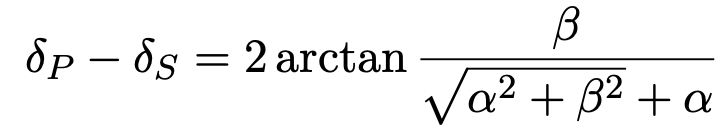 δ_P − δ_S = 2 arctan β / (√(α² + β²) + α)